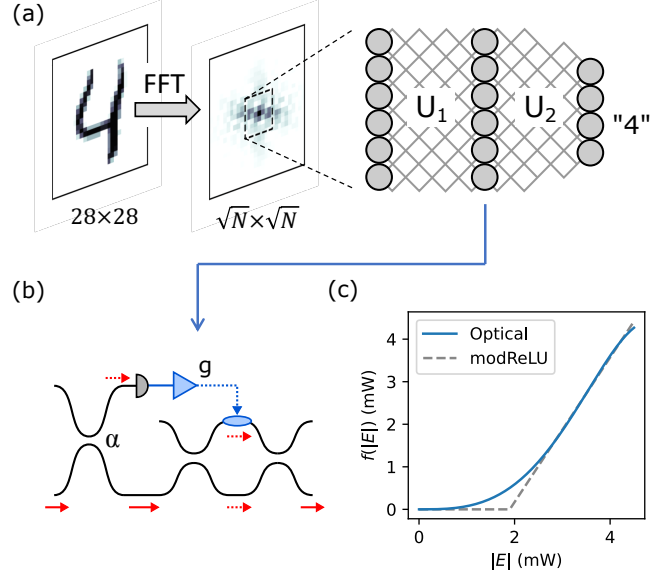 (a)
FFT
28×28
√N×√N
U₁
U₂
"4"
(b)
g
α
(c)
Optical
modReLU
f(|E|) (mW)
4
3
2
1
0
0
2
4
|E| (mW)